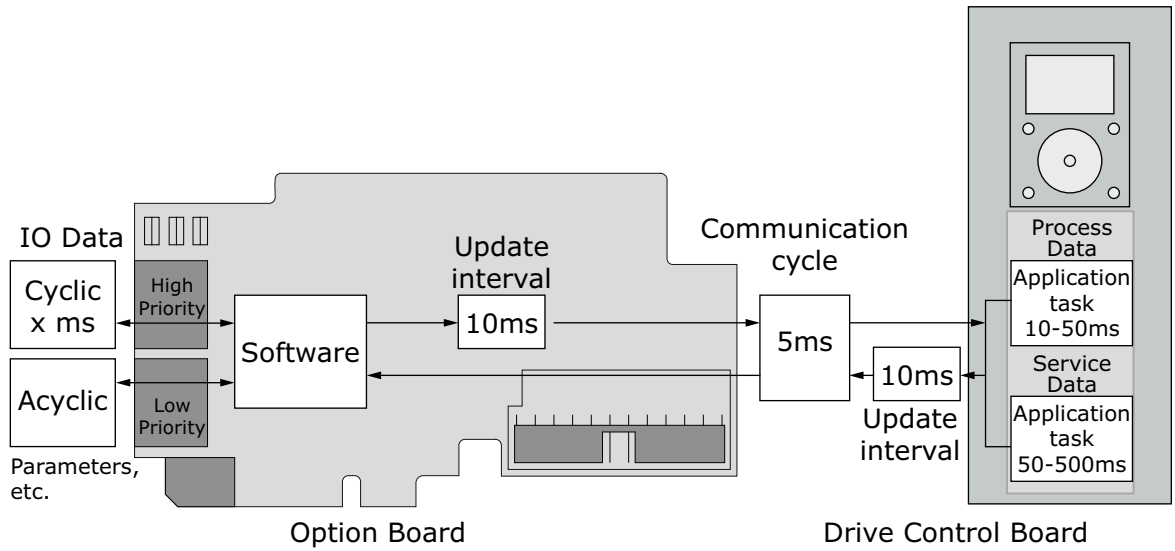 IO Data
Cyclic
x ms
High
Priority
Acyclic
Low
Priority
Parameters,
etc.
Software
Update
interval
10ms
Communication
cycle
5ms
10ms
Update
interval
Process
Data
Application
task
10-50ms
Service
Data
Application
task
50-500ms
Option Board
Drive Control Board